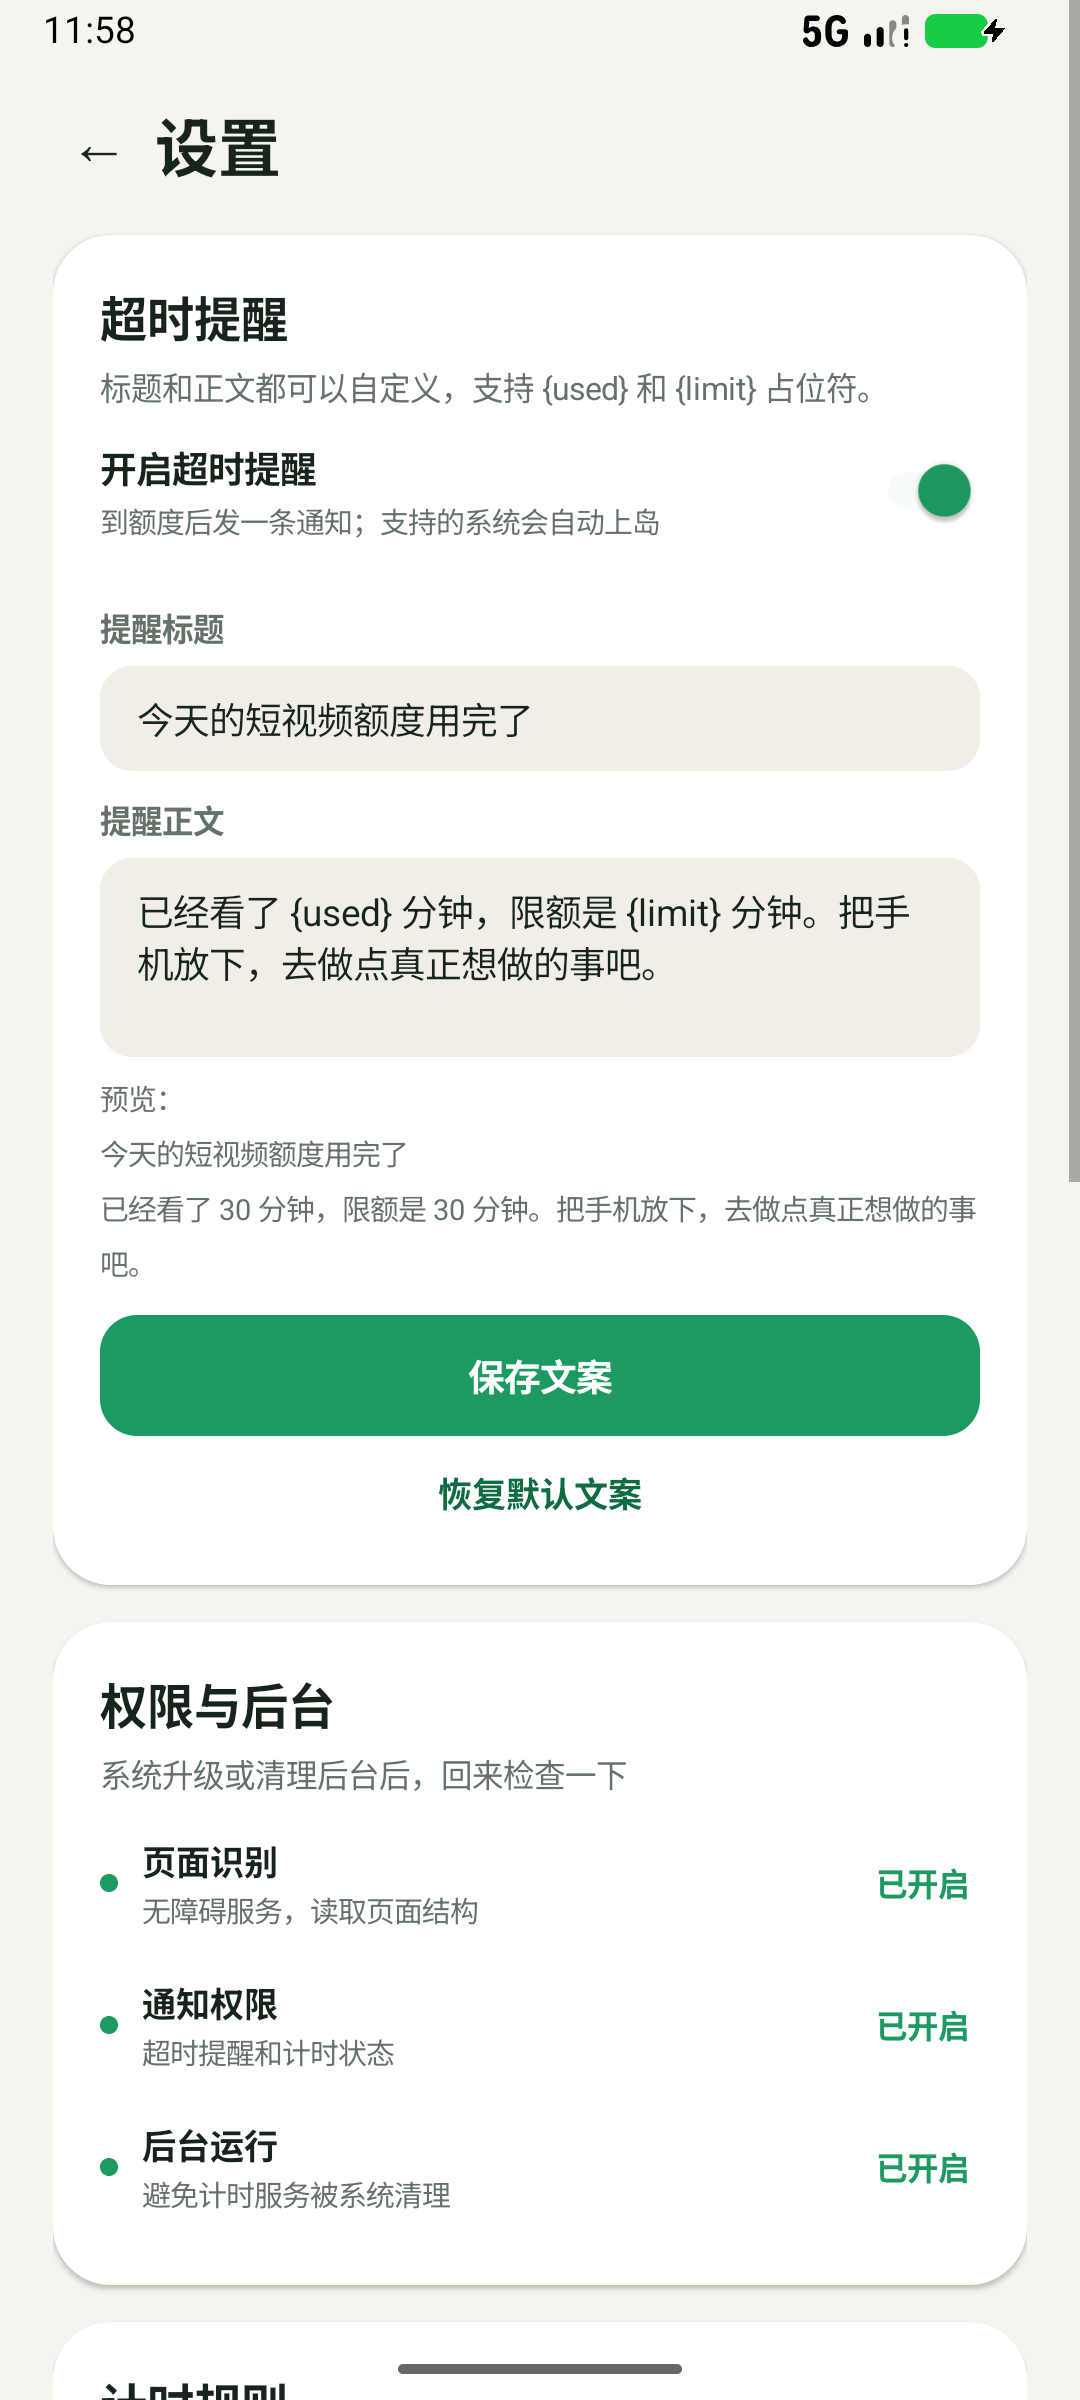 11:58
5G
← 设置
超时提醒
标题和正文都可以自定义，支持 {used} 和 {limit} 占位符。
开启超时提醒
到额度后发一条通知；支持的系统会自动上岛
提醒标题
今天的短视频额度用完了
提醒正文
已经看了 {used} 分钟，限额是 {limit} 分钟。把手
机放下，去做点真正想做的事吧。
预览：
今天的短视频额度用完了
已经看了 30 分钟，限额是 30 分钟。把手机放下，去做点真正想做的事
吧。
保存文案
恢复默认文案
权限与后台
系统升级或清理后台后，回来检查一下
页面识别
已开启
无障碍服务，读取页面结构
通知权限
已开启
超时提醒和计时状态
后台运行
已开启
避免计时服务被系统清理
计时规则